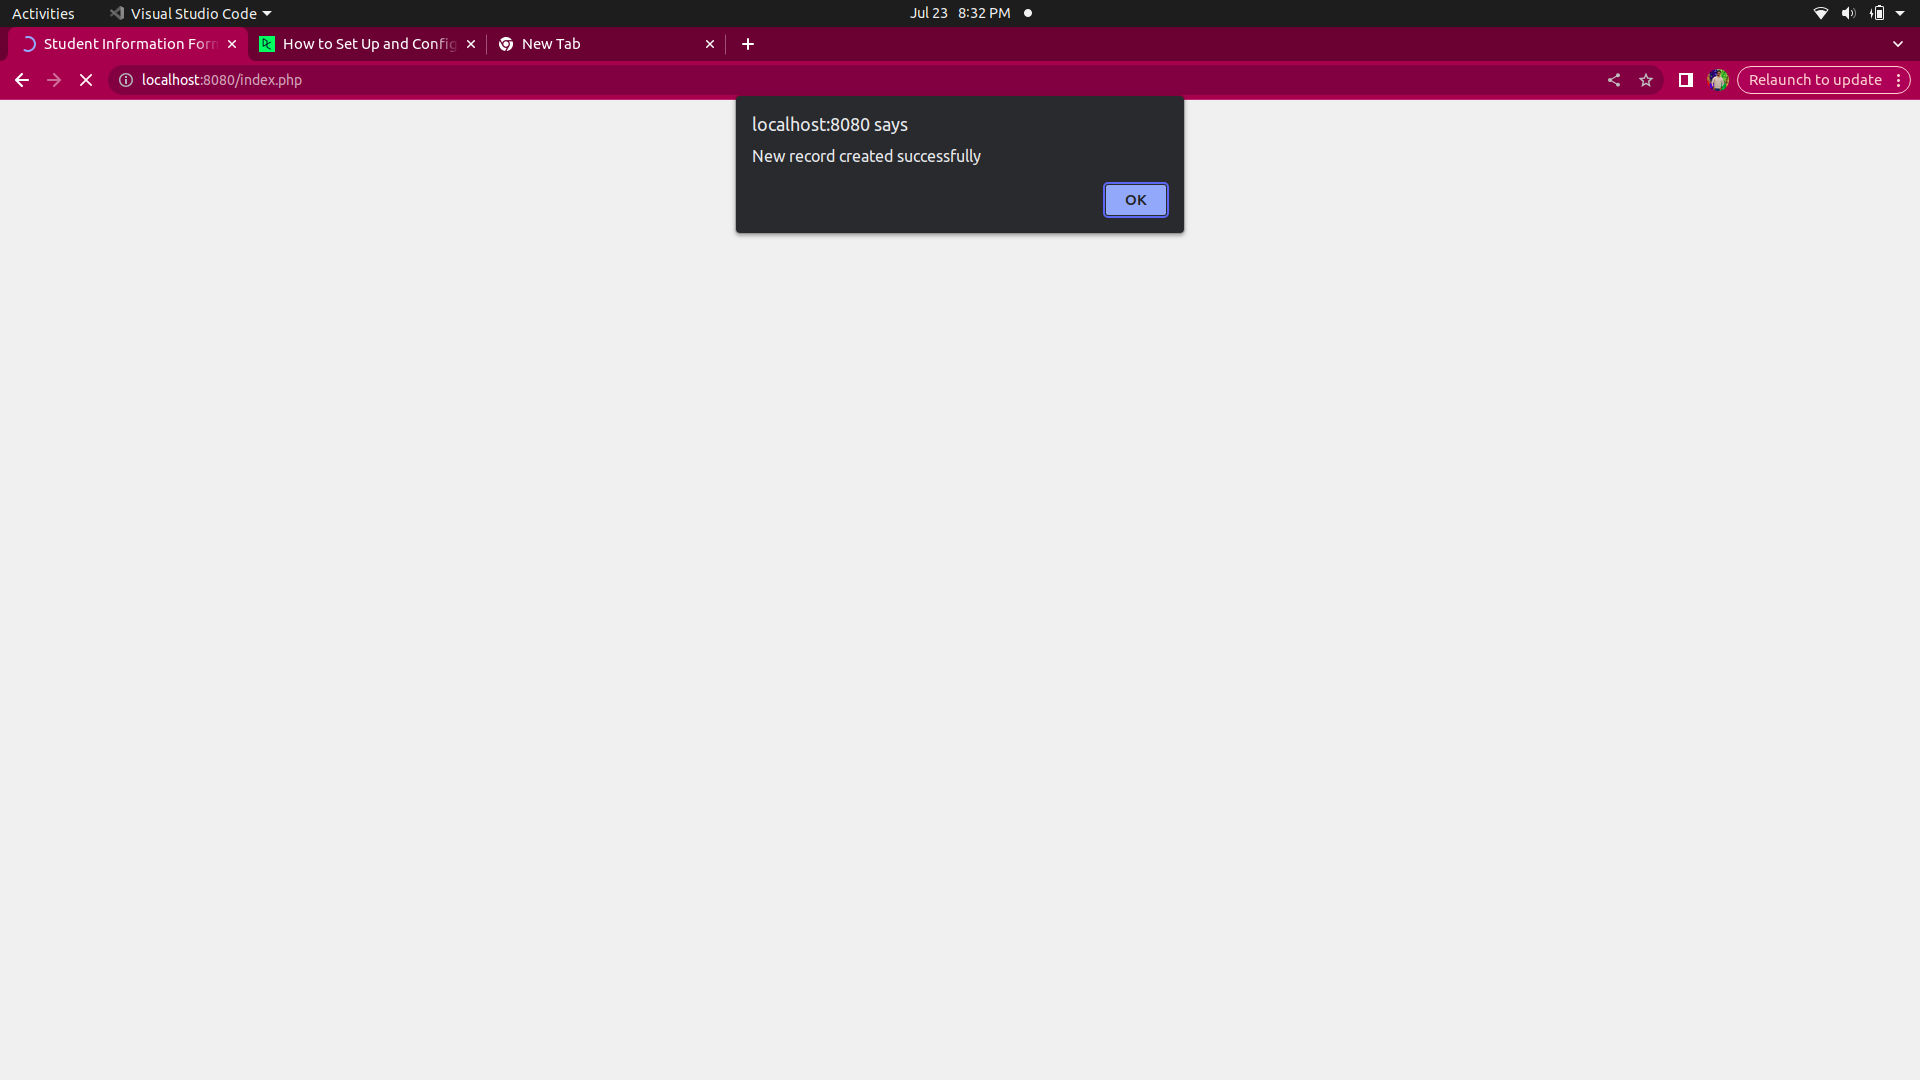 Activities Visual Studio Code Jul 23 8:32 PM
Student Information Form How to Set Up and Config New Tab
localhost:8080/index.php Relaunch to update
localhost:8080 says
New record created successfully
OK